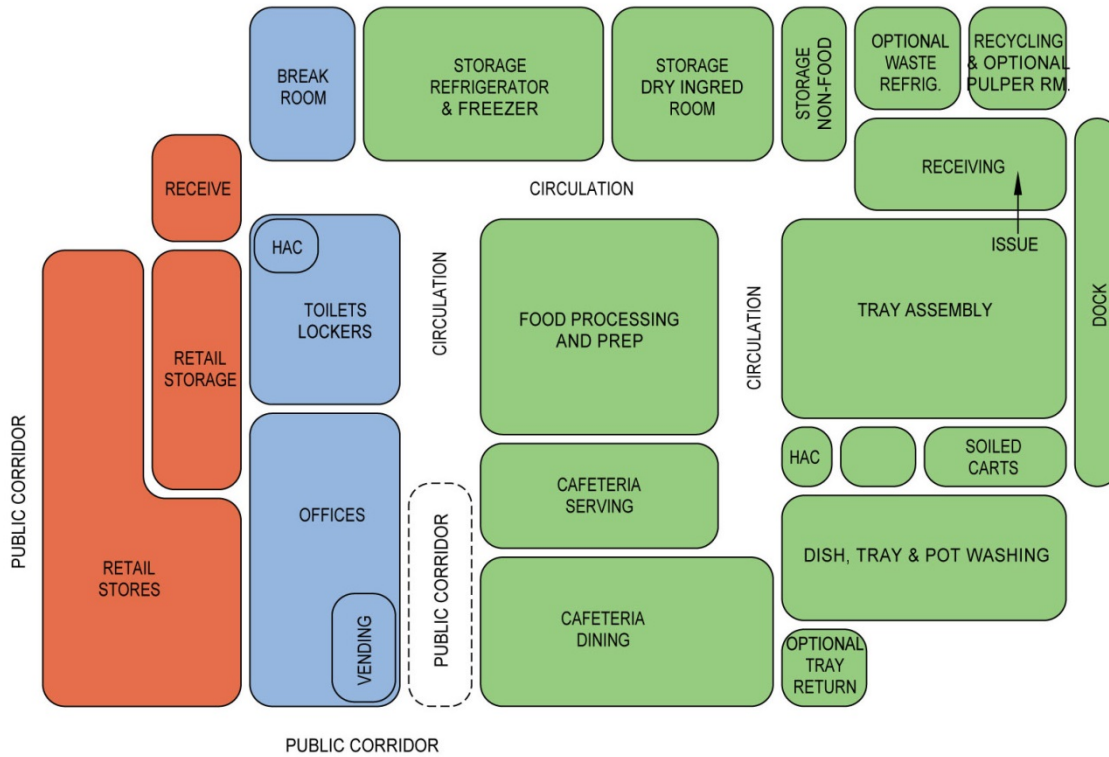 BREAK
ROOM
STORAGE
REFRIGERATOR
& FREEZER
STORAGE
DRY INGRED
ROOM
STORAGE
NON-FOOD
OPTIONAL
WASTE
REFRIG.
RECYCLING
& OPTIONAL
PULPER RM.
RECEIVE
CIRCULATION
RECEIVING
ISSUE
HAC
TOILETS
LOCKERS
CIRCULATION
FOOD PROCESSING
AND PREP
CIRCULATION
TRAY ASSEMBLY
DOCK
RETAIL
STORAGE
PUBLIC CORRIDOR
RETAIL
STORES
OFFICES
VENDING
PUBLIC CORRIDOR
CAFETERIA
SERVING
HAC
SOILED
CARTS
DISH, TRAY & POT WASHING
CAFETERIA
DINING
OPTIONAL
TRAY
RETURN
PUBLIC CORRIDOR